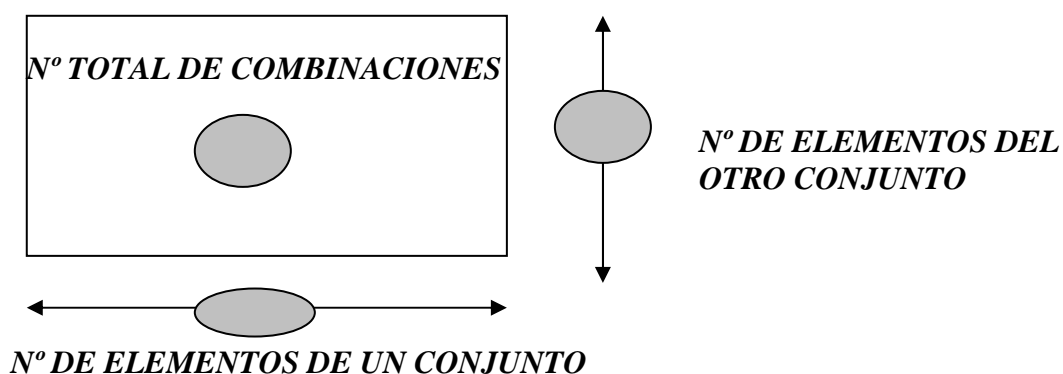 Nº TOTAL DE COMBINACIONES
Nº DE ELEMENTOS DEL
OTRO CONJUNTO
Nº DE ELEMENTOS DE UN CONJUNTO